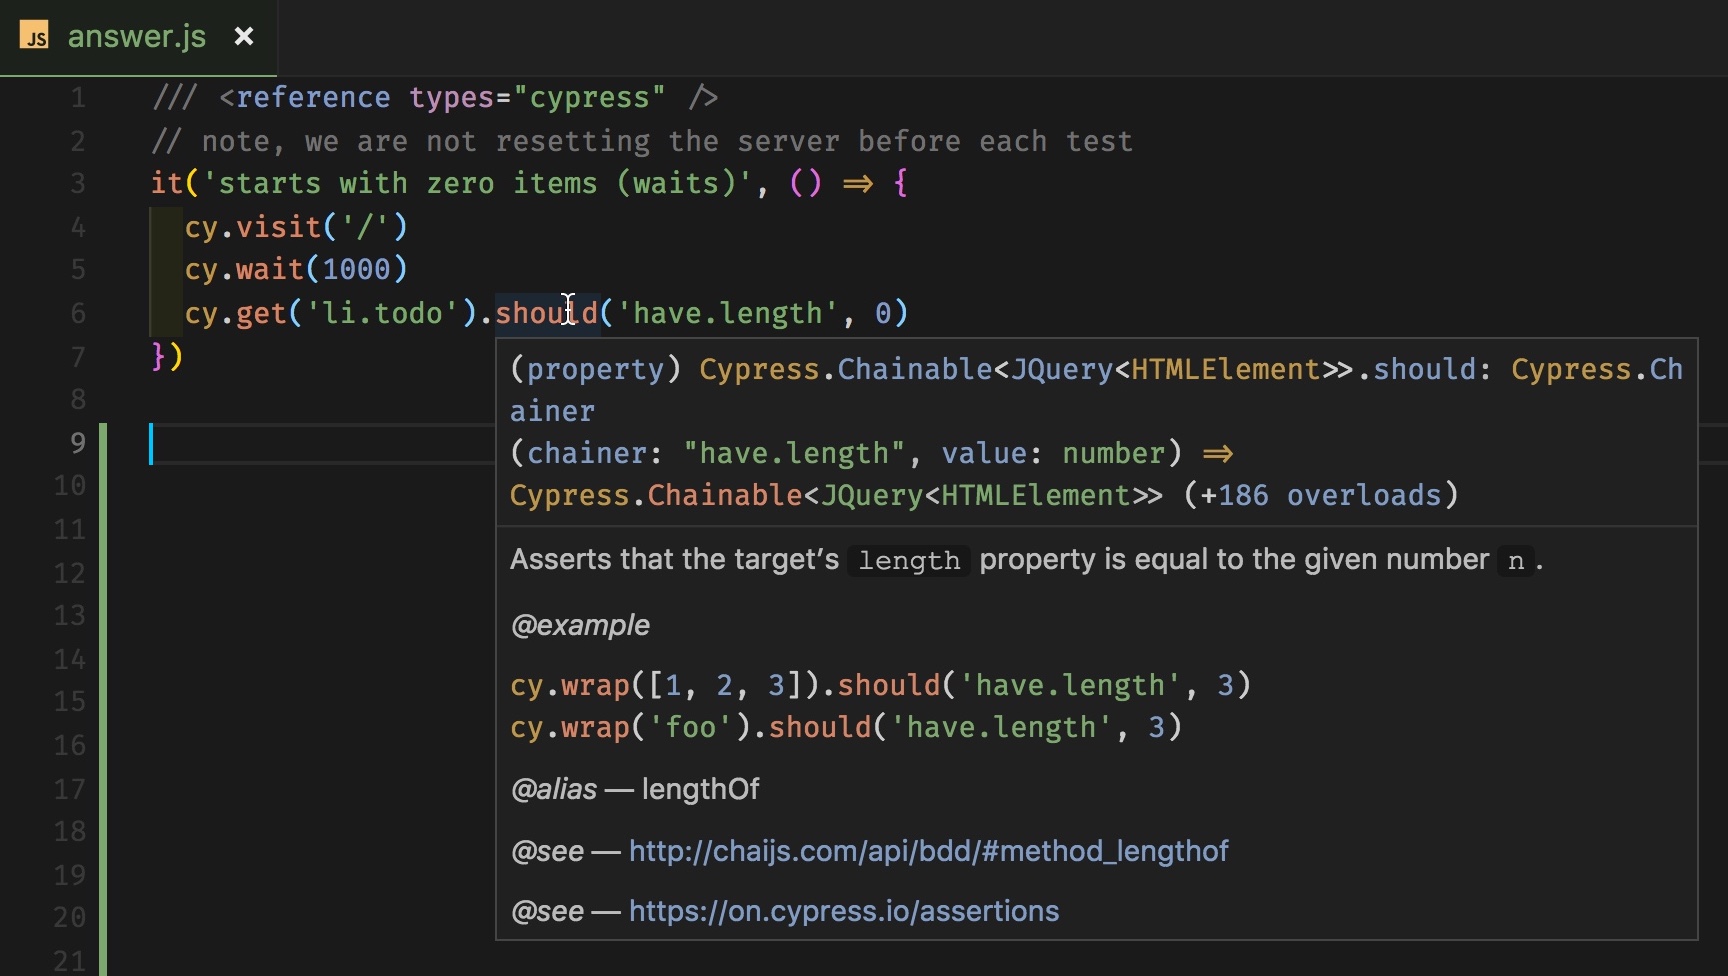 JS answer.js ×
1 /// <reference types="cypress" />
2 // note, we are not resetting the server before each test
3 it('starts with zero items (waits)', () => {
4 cy.visit('/')
5 cy.wait(1000)
6 cy.get('li.todo').should('have.length', 0)
7 })
8
9
10
11
12
13
14
15
16
17
18
19
20
21
(property) Cypress.Chainable<JQuery<HTMLElement>>.should: Cypress.Ch
ainer
(chainer: "have.length", value: number) =>
Cypress.Chainable<JQuery<HTMLElement>> (+186 overloads)
Asserts that the target’s length property is equal to the given number n.
@example
cy.wrap([1, 2, 3]).should('have.length', 3)
cy.wrap('foo').should('have.length', 3)
@alias — lengthOf
@see — http://chaijs.com/api/bdd/#method_lengthof
@see — https://on.cypress.io/assertions